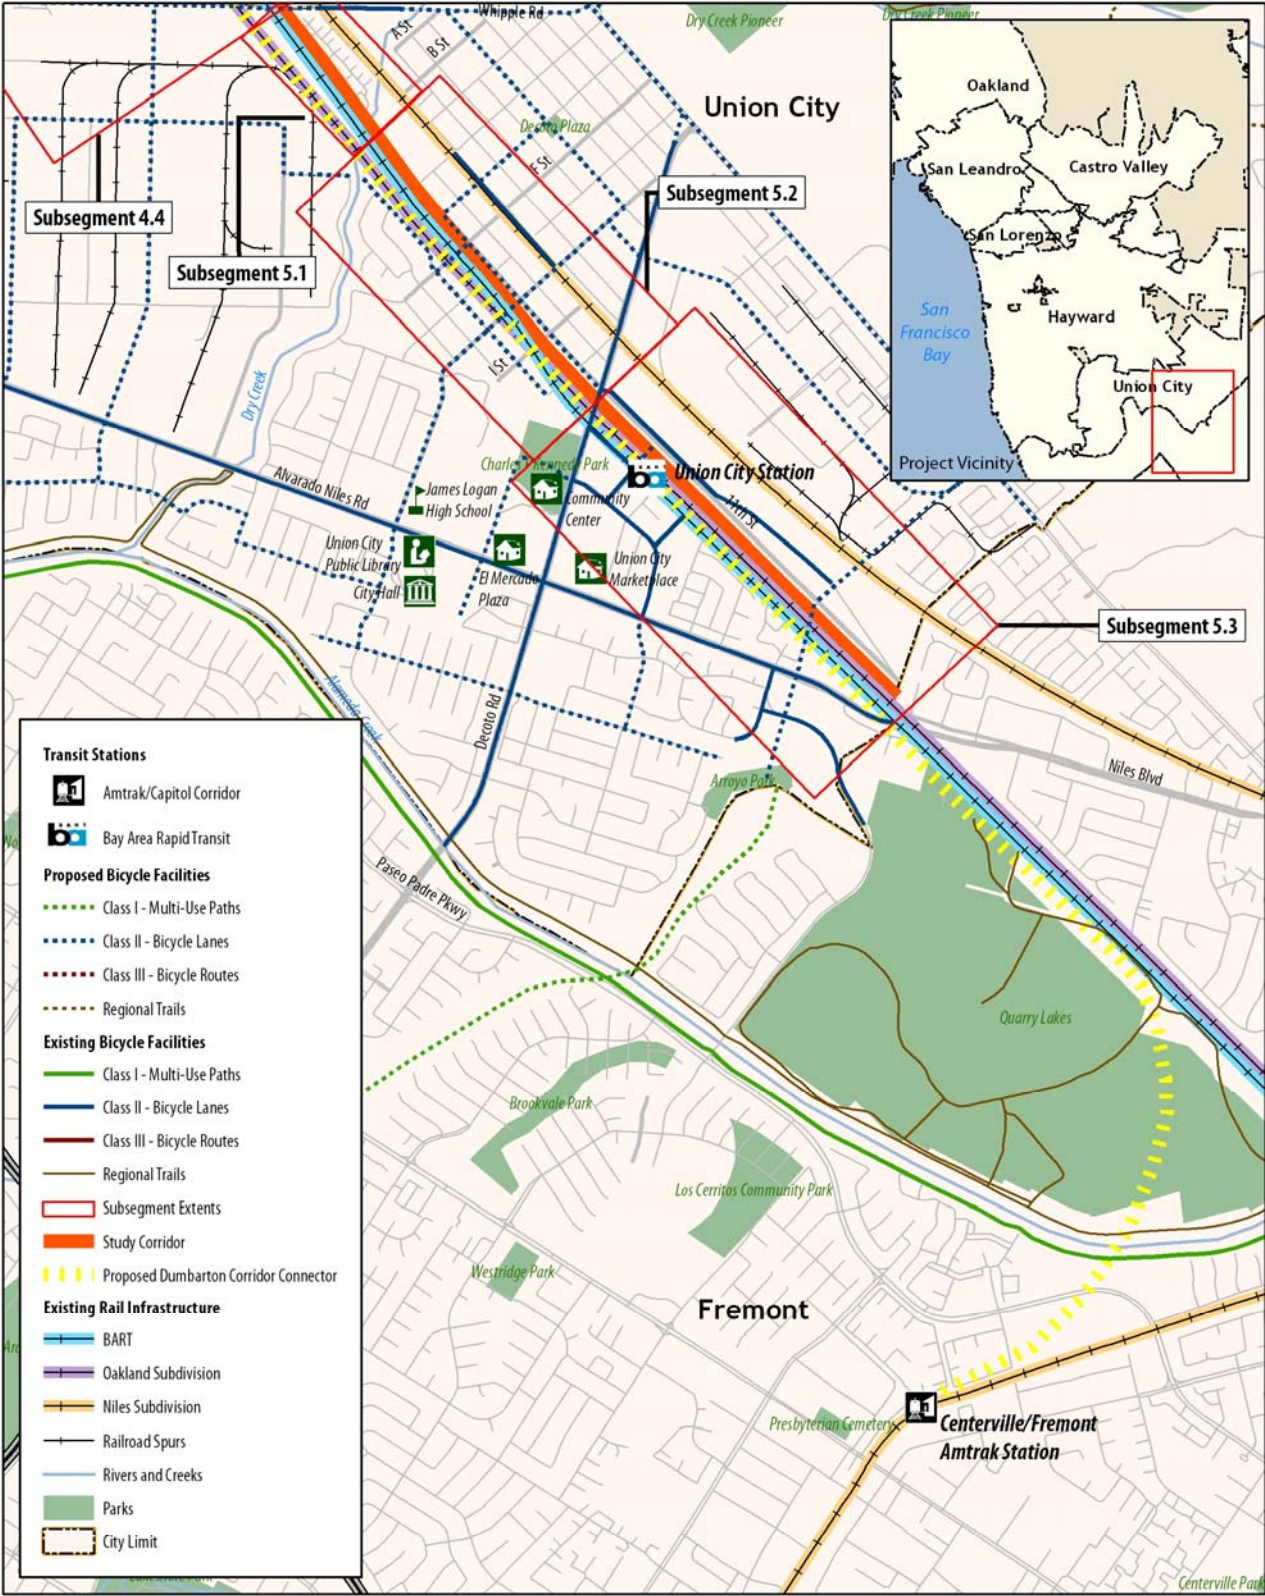 Whipple Rd
Dry Creek Pioneer
Dry Creek Pioneer
A St
B St
Union City
Decoto Plaza
F St
Subsegment 5.2
Subsegment 4.4
Subsegment 5.1
I St
Dry Creek
Oakland
San Leandro
Castro Valley
San Lorenzo
San
Francisco
Bay
Hayward
Union City
Project Vicinity
Alvarado Niles Rd
Charles F Kennedy Park
Union City Station
James Logan
High School
Community
Center
11th St
Union City
Public Library
City Hall
El Mercado
Plaza
Union City
Marketplace
Subsegment 5.3
Alameda Creek
Decoto Rd
Niles Blvd
Arroyo Park
Paseo Padre Pkwy
Quarry Lakes
Brookvale Park
Los Cerritos Community Park
Westridge Park
Fremont
Presbyterian Cemetery
Centerville/Fremont
Amtrak Station
Centerville Park
Transit Stations
Amtrak/Capitol Corridor
BART
ba
Bay Area Rapid Transit
Proposed Bicycle Facilities
Class I - Multi-Use Paths
Class II - Bicycle Lanes
Class III - Bicycle Routes
Regional Trails
Existing Bicycle Facilities
Class I - Multi-Use Paths
Class II - Bicycle Lanes
Class III - Bicycle Routes
Regional Trails
Subsegment Extents
Study Corridor
Proposed Dumbarton Corridor Connector
Existing Rail Infrastructure
BART
Oakland Subdivision
Niles Subdivision
Railroad Spurs
Rivers and Creeks
Parks
City Limit